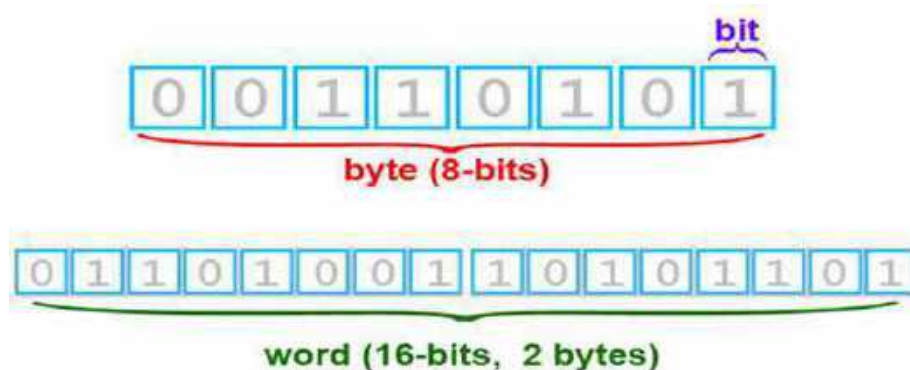 bit
0 0 1 1 0 1 0 1
byte (8-bits)
0 1 1 0 1 0 0 1 1 0 1 0 1 1 0 1
word (16-bits, 2 bytes)